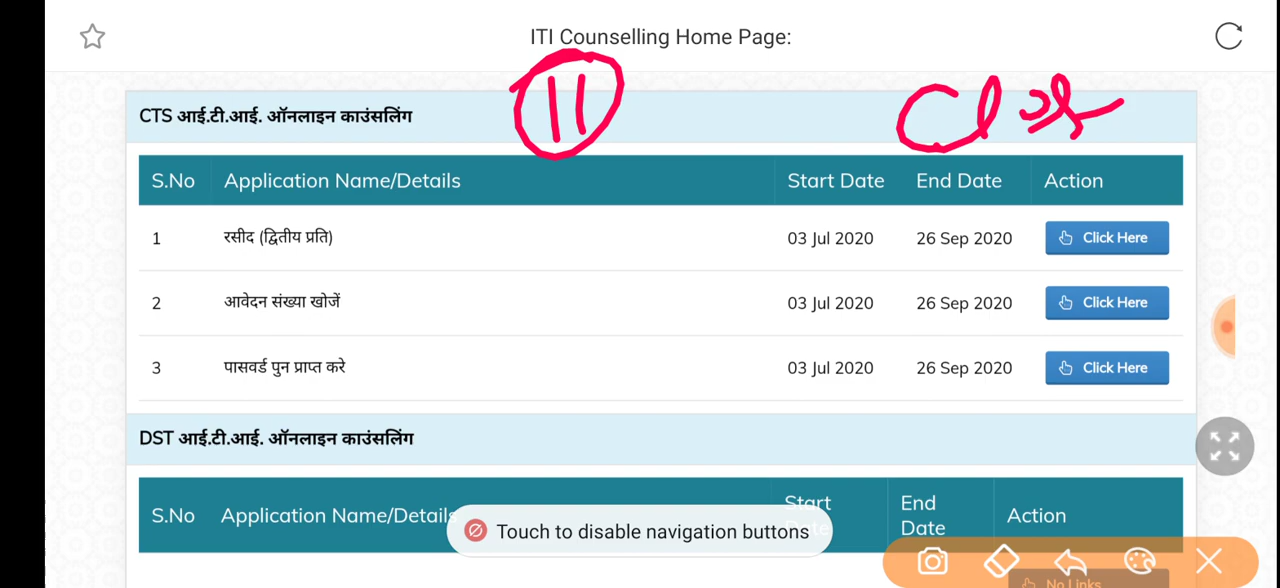 ITI Counselling Home Page:
11
CTS आई.टी.आई. ऑनलाइन काउंसलिंग
S.No Application Name/Details Start Date End Date Action
1 रसीद (द्वितीय प्रति) 03 Jul 2020 26 Sep 2020 Click Here
2 आवेदन संख्या खोजें 03 Jul 2020 26 Sep 2020 Click Here
3 पासवर्ड पुन प्राप्त करे 03 Jul 2020 26 Sep 2020 Click Here
DST आई.टी.आई. ऑनलाइन काउंसलिंग
S.No Application Name/Details Start Date End Date Action
Touch to disable navigation buttons
No Links